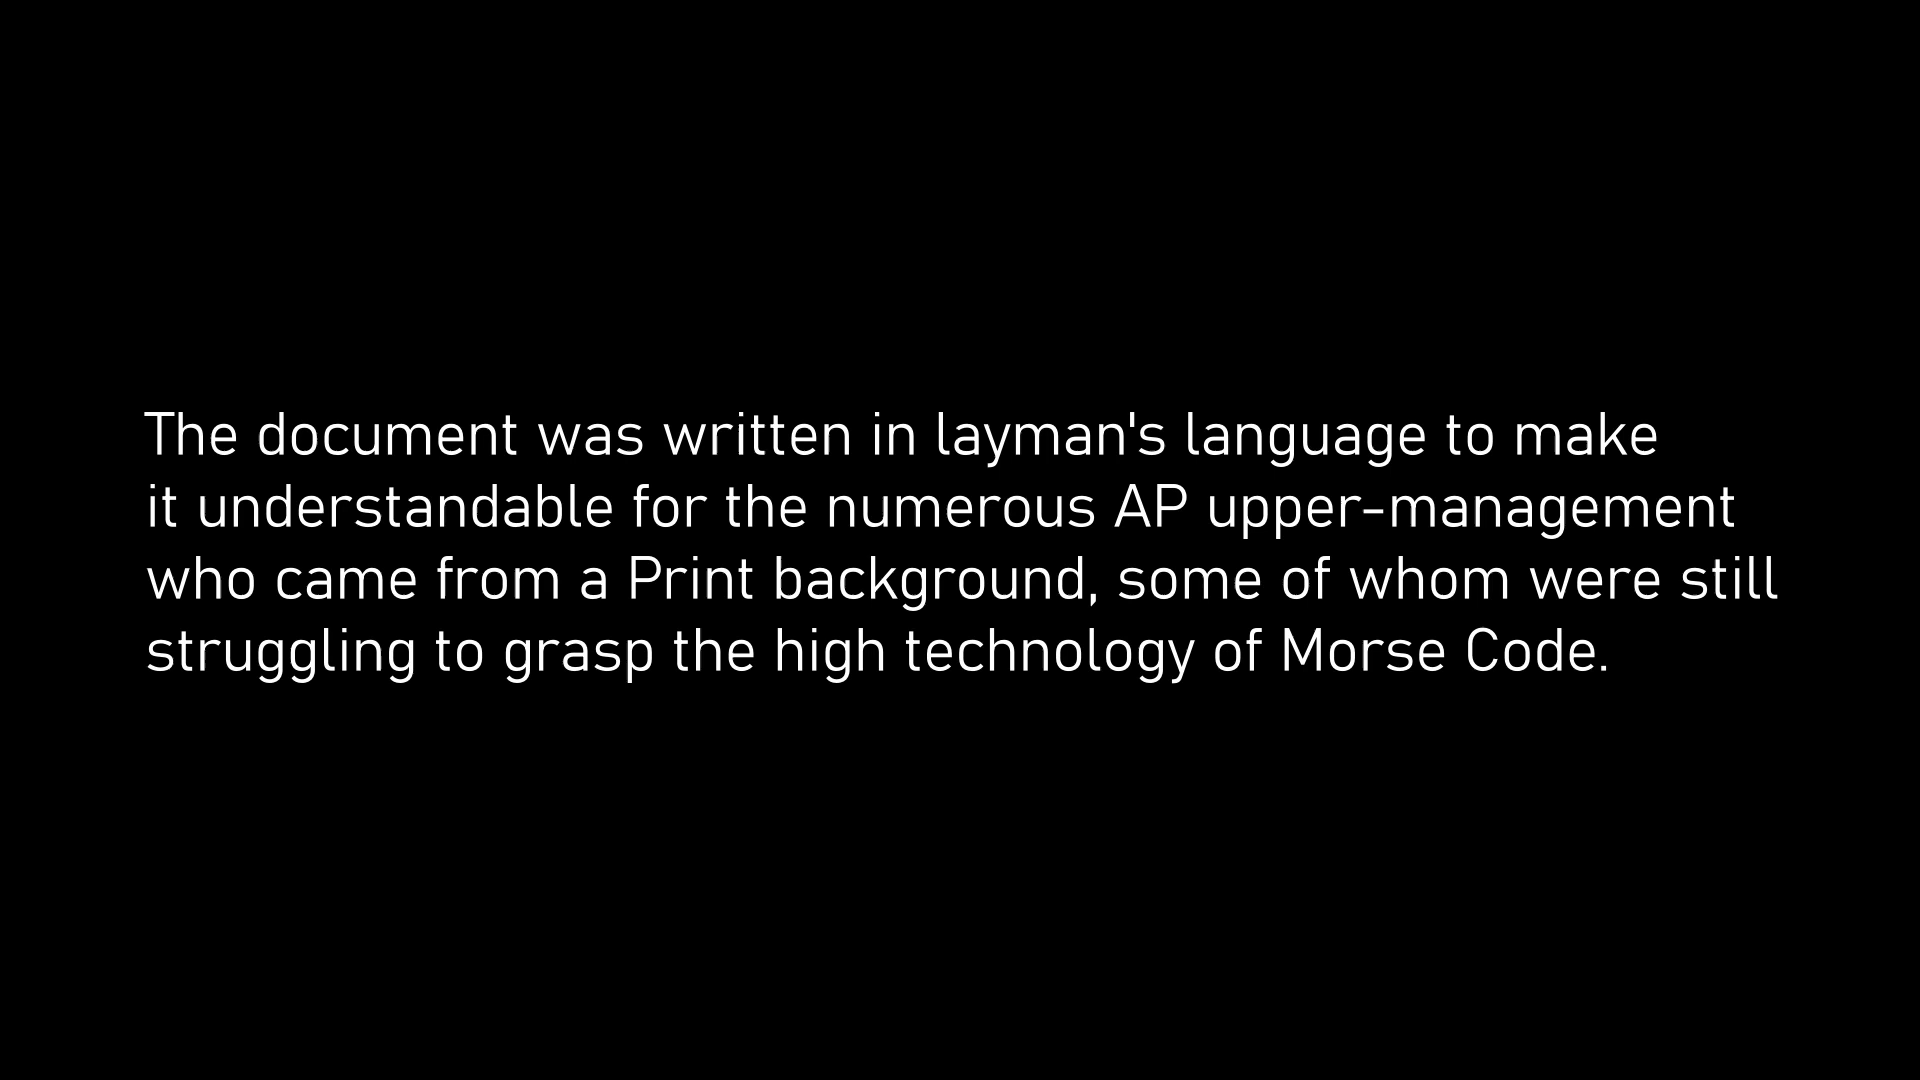 The document was written in layman's language to make
it understandable for the numerous AP upper-management
who came from a Print background, some of whom were still
struggling to grasp the high technology of Morse Code.